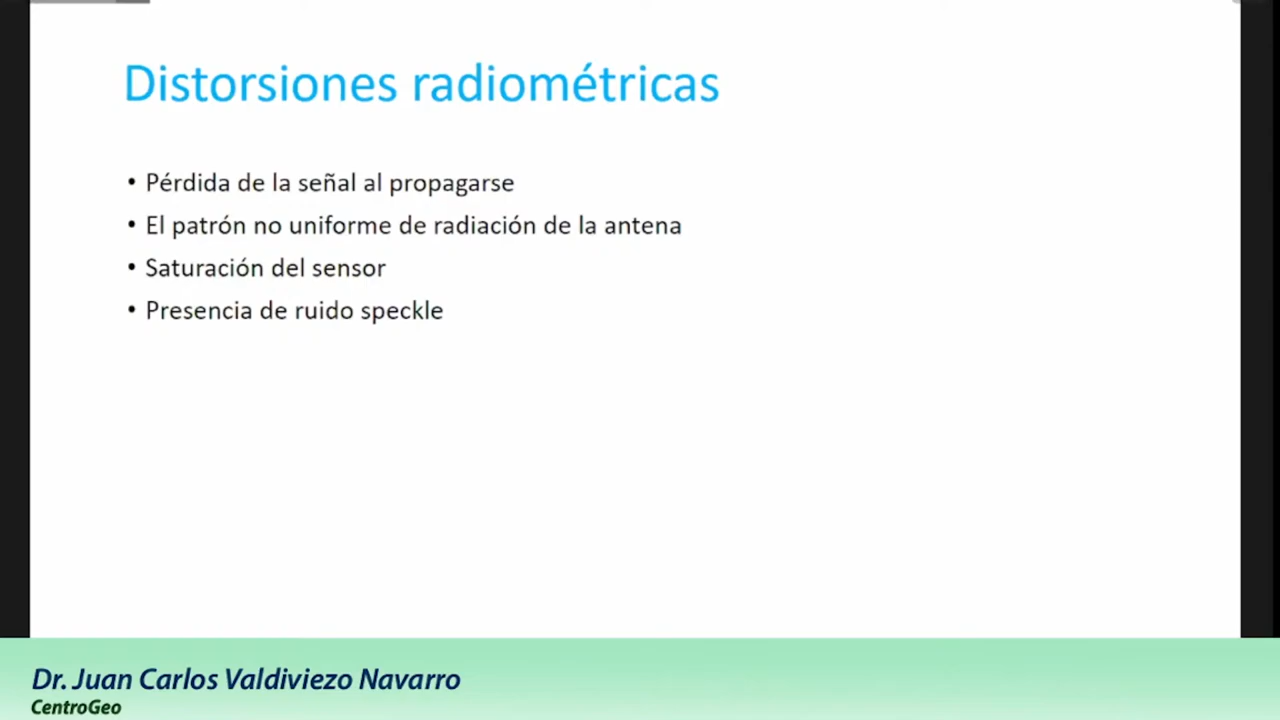 Distorsiones radiométricas
• Pérdida de la señal al propagarse
• El patrón no uniforme de radiación de la antena
• Saturación del sensor
• Presencia de ruido speckle
Dr. Juan Carlos Valdiviezo Navarro
CentroGeo